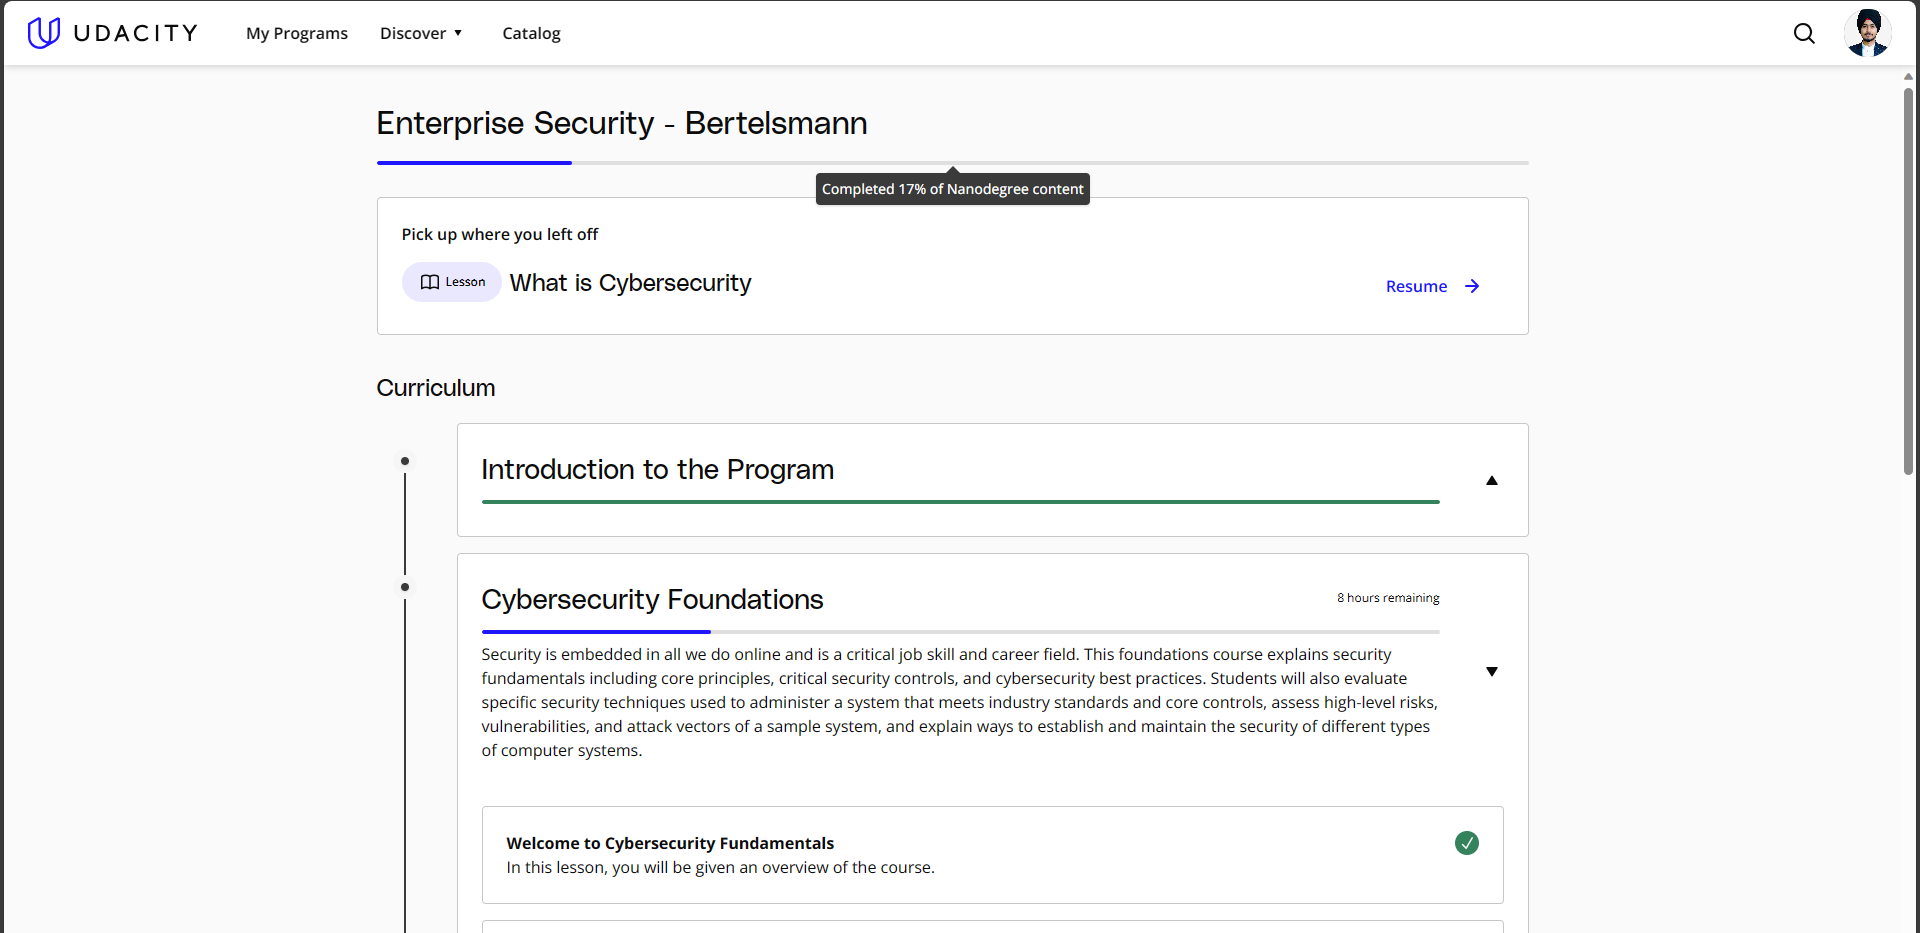 UDACITY
My Programs
Discover
Catalog
Enterprise Security - Bertelsmann
Completed 17% of Nanodegree content
Pick up where you left off
Lesson
What is Cybersecurity
Resume
Curriculum
Introduction to the Program
Cybersecurity Foundations
8 hours remaining
Security is embedded in all we do online and is a critical job skill and career field. This foundations course explains security
fundamentals including core principles, critical security controls, and cybersecurity best practices. Students will also evaluate
specific security techniques used to administer a system that meets industry standards and core controls, assess high-level risks,
vulnerabilities, and attack vectors of a sample system, and explain ways to establish and maintain the security of different types
of computer systems.
Welcome to Cybersecurity Fundamentals
In this lesson, you will be given an overview of the course.